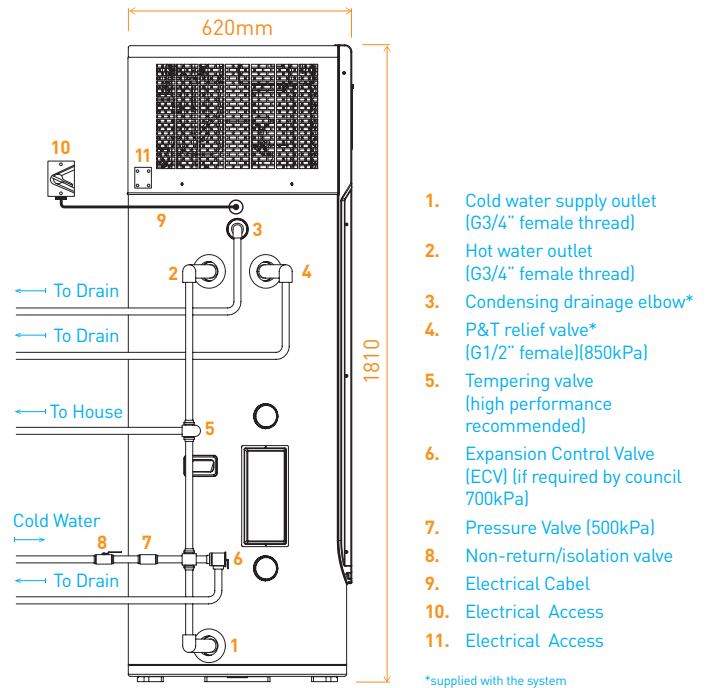 620mm
10
11
9
3
2
4
To Drain
To Drain
1810
To House
5
Cold Water
8
7
6
To Drain
1
1. Cold water supply outlet
(G3/4” female thread)
2. Hot water outlet
(G3/4” female thread)
3. Condensing drainage elbow*
4. P&T relief valve*
(G1/2” female)(850kPa)
5. Tempering valve
(high performance
recommended)
6. Expansion Control Valve
(ECV) (if required by council
700kPa)
7. Pressure Valve (500kPa)
8. Non-return/isolation valve
9. Electrical Cabel
10. Electrical Access
11. Electrical Access
*supplied with the system